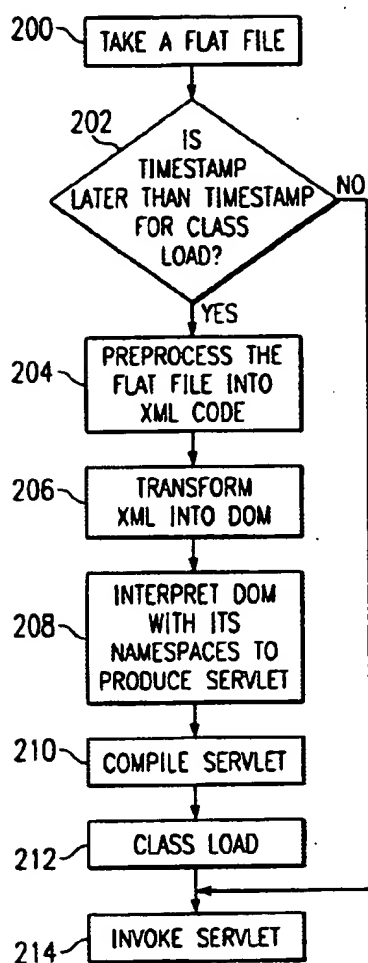 200
TAKE A FLAT FILE
202
IS
TIMESTAMP
LATER THAN TIMESTAMP
FOR CLASS
LOAD?
NO
YES
204
PREPROCESS THE
FLAT FILE INTO
XML CODE
206
TRANSFORM
XML INTO DOM
208
INTERPRET DOM
WITH ITS
NAMESPACES TO
PRODUCE SERVLET
210
COMPILE SERVLET
212
CLASS LOAD
214
INVOKE SERVLET